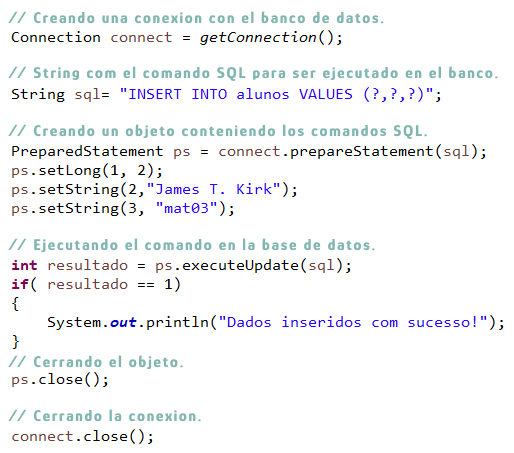 // Creando una conexion con el banco de datos.
Connection connect = getConnection();
// String com el comando SQL para ser ejecutado en el banco.
String sql= "INSERT INTO alunos VALUES (?,?,?)";
// Creando un objeto conteniendo los comandos SQL.
PreparedStatement ps = connect.prepareStatement(sql);
ps.setLong(1, 2);
ps.setString(2,"James T. Kirk");
ps.setString(3, "mat03");
// Ejecutando el comando en la base de datos.
int resultado = ps.executeUpdate(sql);
if( resultado == 1)
{
    System.out.println("Dados inseridos com sucesso!");
}
// Cerrando el objeto.
ps.close();
// Cerrando la conexion.
connect.close();